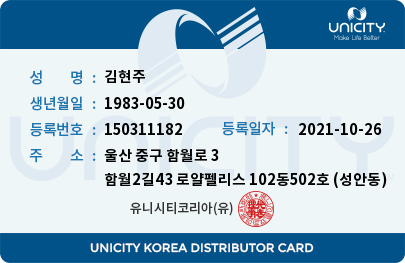 UNICITY
Make Life Better
성 명 : 김현주
생년월일 : 1983-05-30
등록번호 : 150311182 등록일자 : 2021-10-26
주 소 : 울산 중구 함월로 3
함월2길43 로얄펠리스 102동502호 (성안동)
UNICITY
유니시티코리아(유)
UNICITY KOREA DISTRIBUTOR CARD